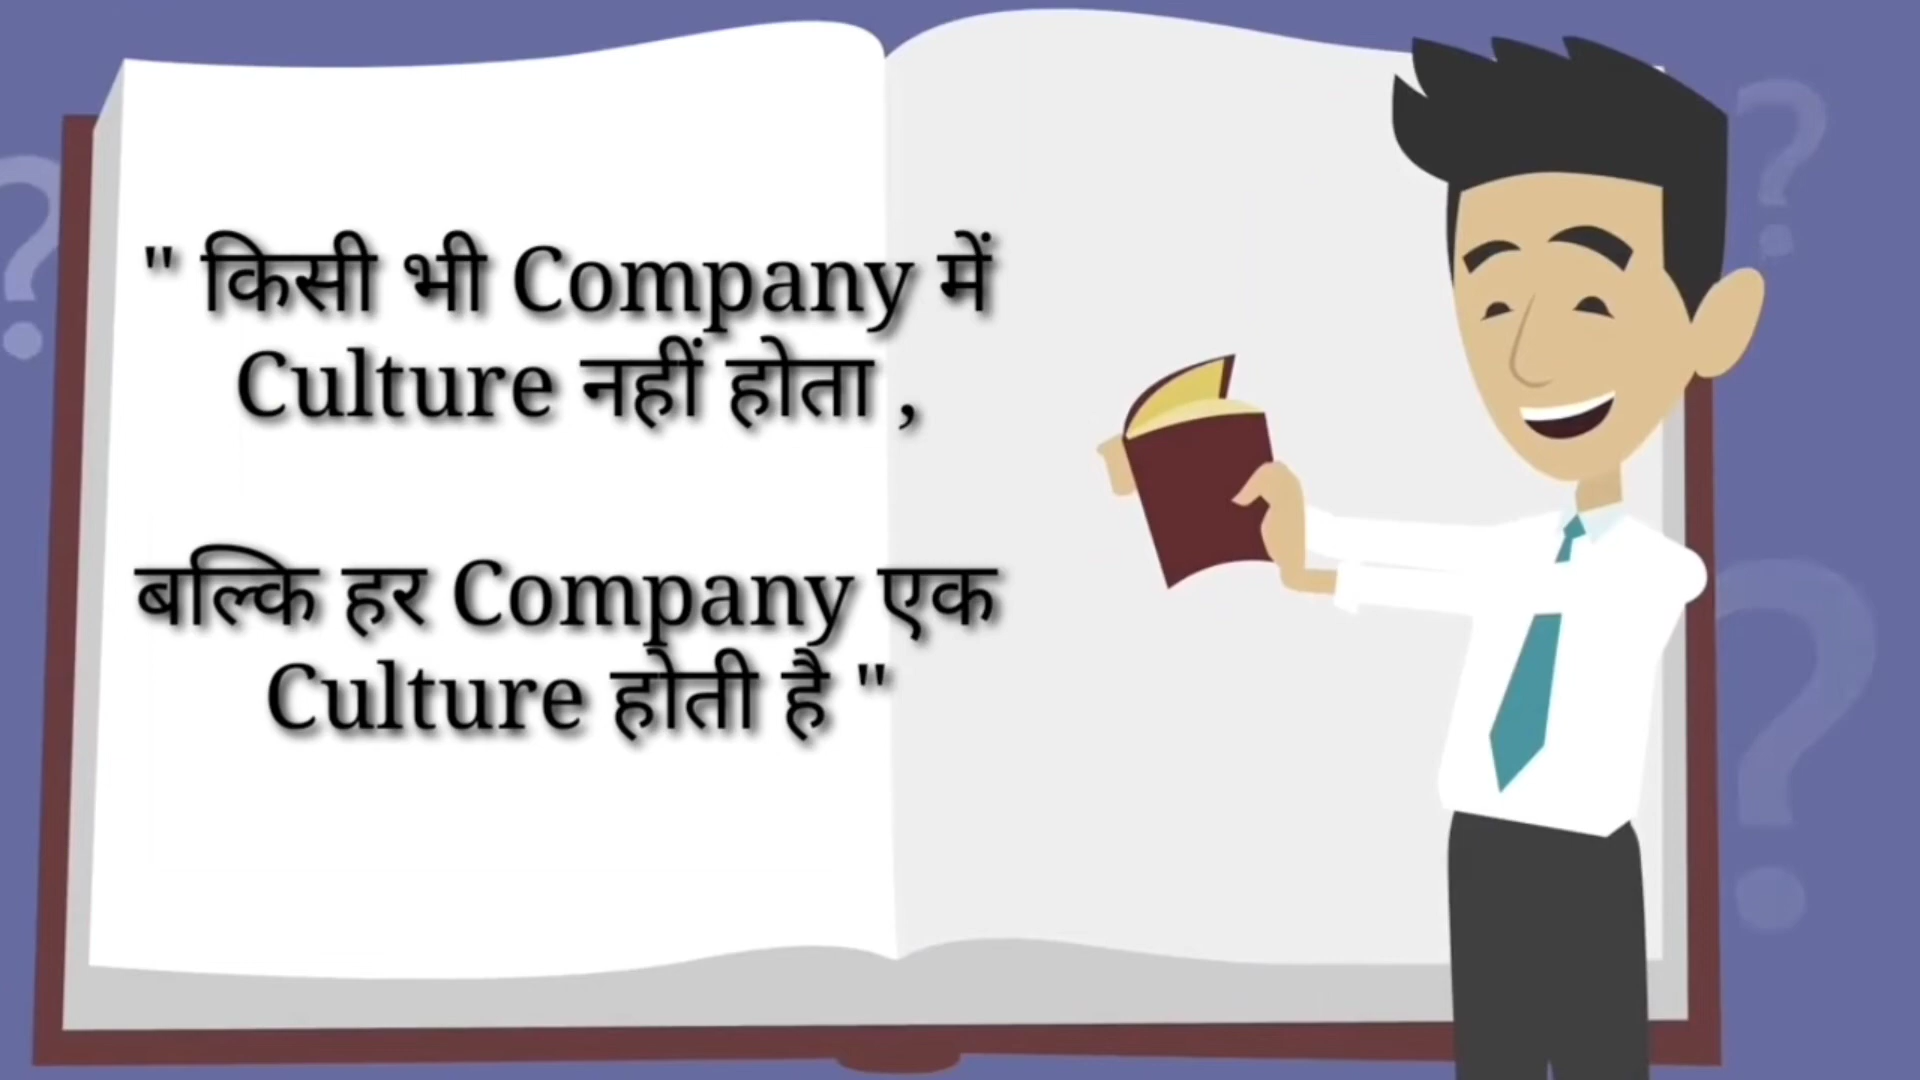 " किसी भी Company में
Culture नहीं होता ,
बल्कि हर Company एक
Culture होती है "